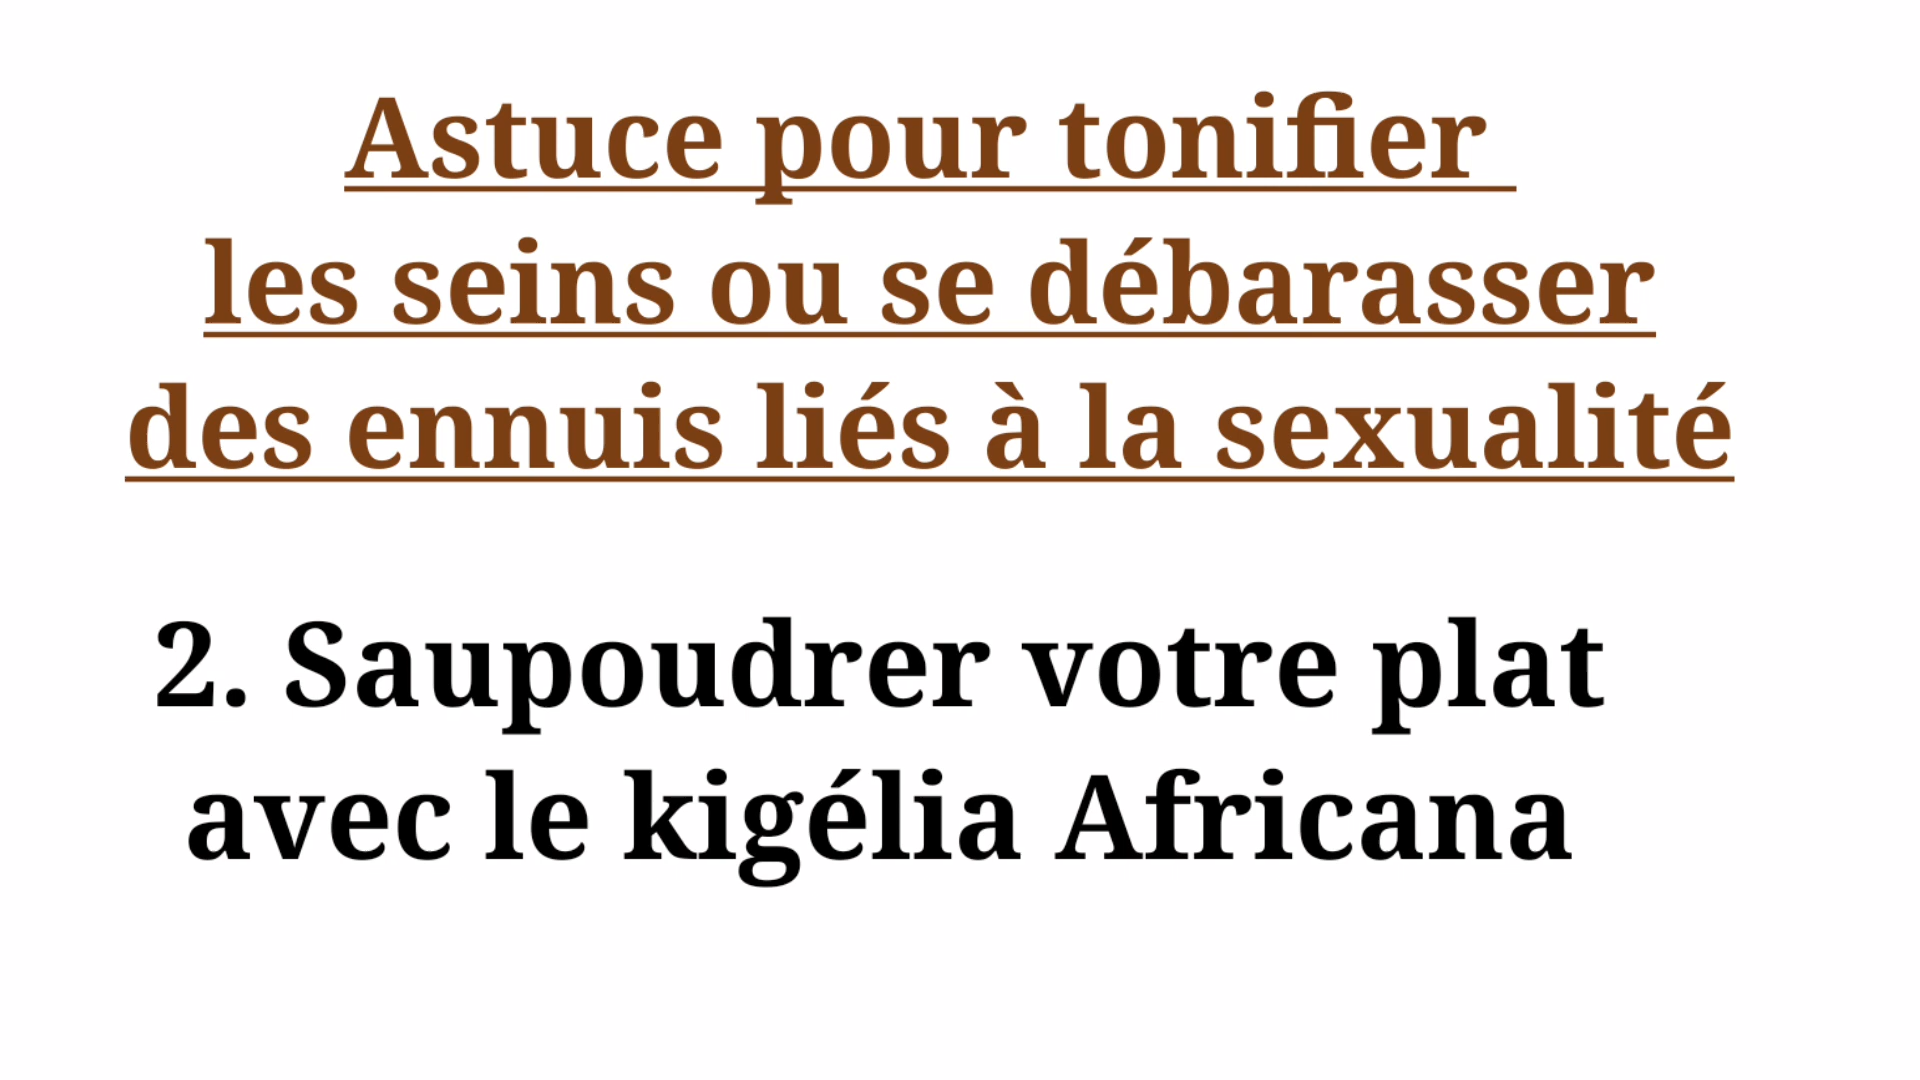 Astuce pour tonifier
les seins ou se débarasser
des ennuis liés à la sexualité
2. Saupoudrer votre plat
avec le kigélia Africana